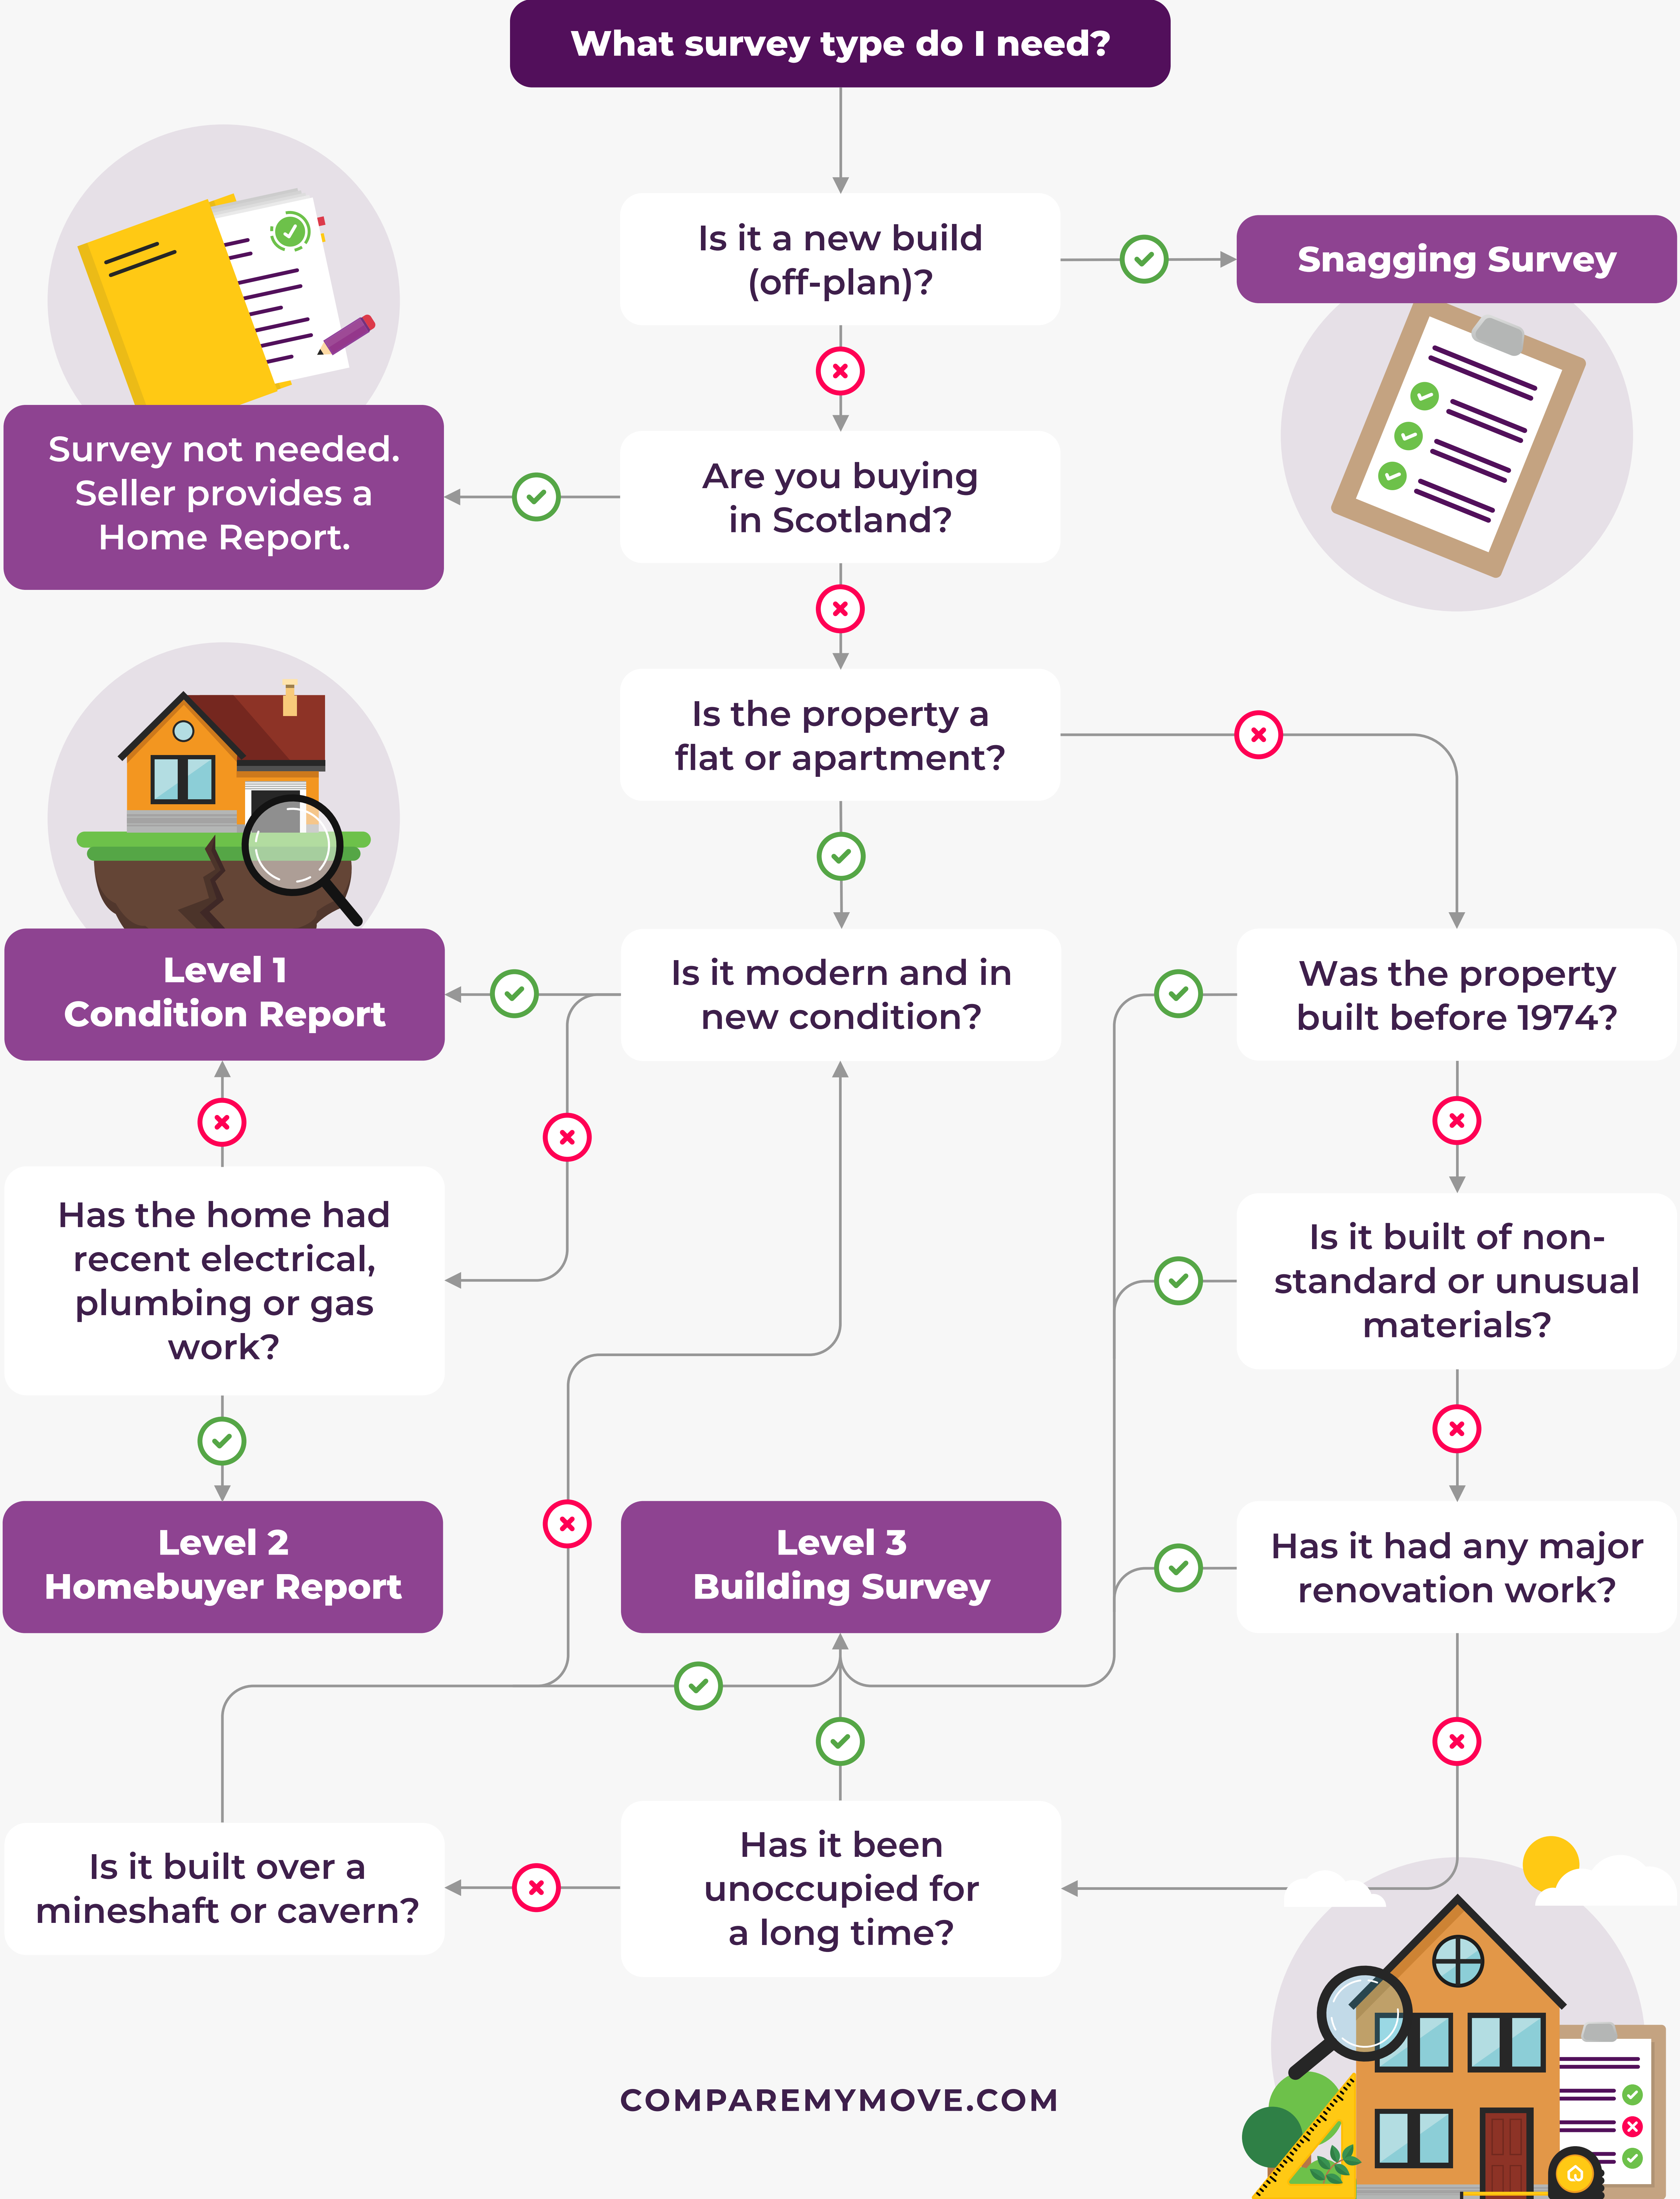 What survey type do I need?
Is it a new build
(off-plan)?
Snagging Survey
Survey not needed.
Seller provides a
Home Report.
Are you buying
in Scotland?
Is the property a
flat or apartment?
Level 1
Condition Report
Is it modern and in
new condition?
Was the property
built before 1974?
Has the home had
recent electrical,
plumbing or gas
work?
Is it built of non-
standard or unusual
materials?
Level 2
Homebuyer Report
Level 3
Building Survey
Has it had any major
renovation work?
Is it built over a
mineshaft or cavern?
Has it been
unoccupied for
a long time?
COMPAREMYMOVE.COM